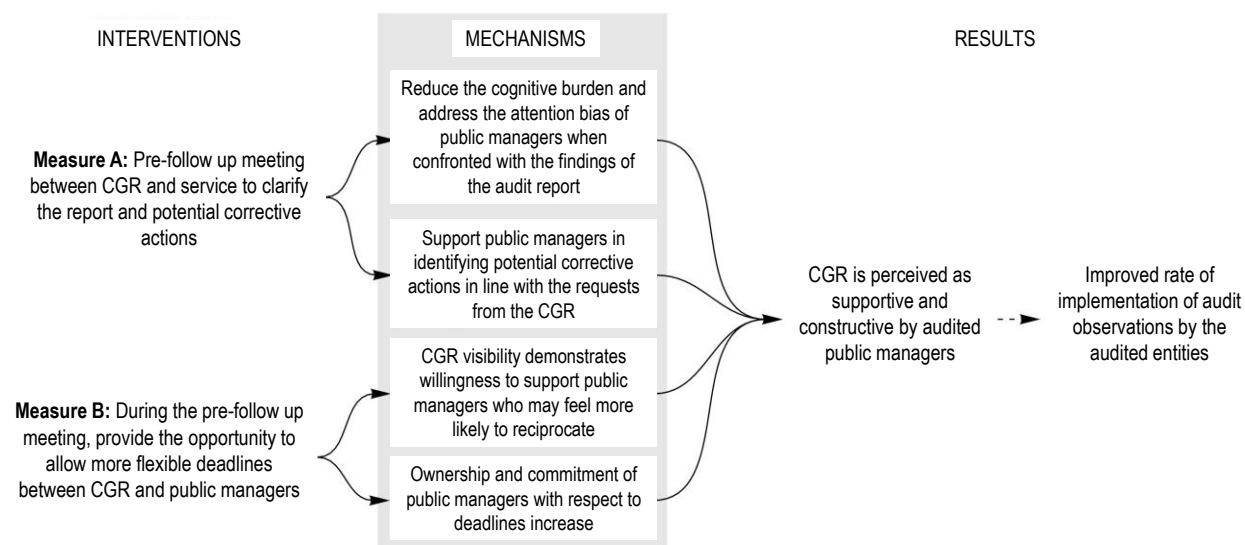 INTERVENTIONS
MECHANISMS
RESULTS
Measure A: Pre-follow up meeting
between CGR and service to clarify
the report and potential corrective
actions
Measure B: During the pre-follow up
meeting, provide the opportunity to
allow more flexible deadlines
between CGR and public managers
Reduce the cognitive burden and
address the attention bias of
public managers when
confronted with the findings of
the audit report
Support public managers in
identifying potential corrective
actions in line with the requests
from the CGR
CGR visibility demonstrates
willingness to support public
managers who may feel more
likely to reciprocate
Ownership and commitment of
public managers with respect to
deadlines increase
CGR is perceived as
supportive and
constructive by audited
public managers
Improved rate of
implementation of audit
observations by the
audited entities